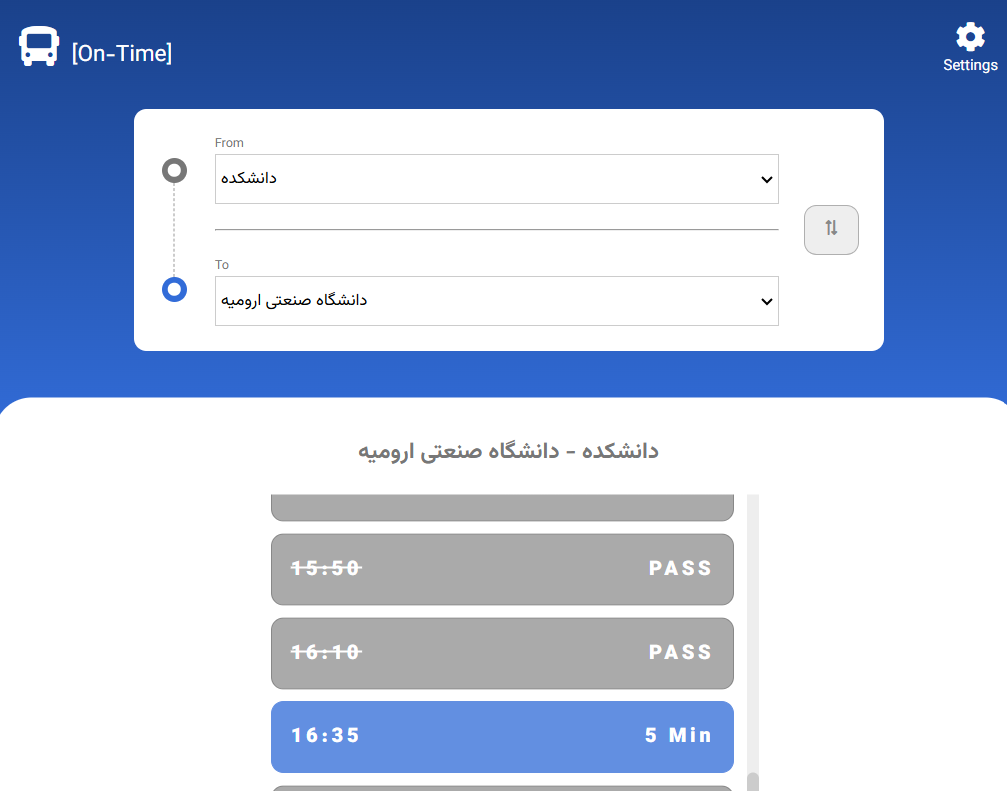 [On-Time]
Settings
From
دانشکده
To
دانشگاه صنعتی ارومیه
دانشکده - دانشگاه صنعتی ارومیه
15:50 PASS
16:10 PASS
16:35 5 Min